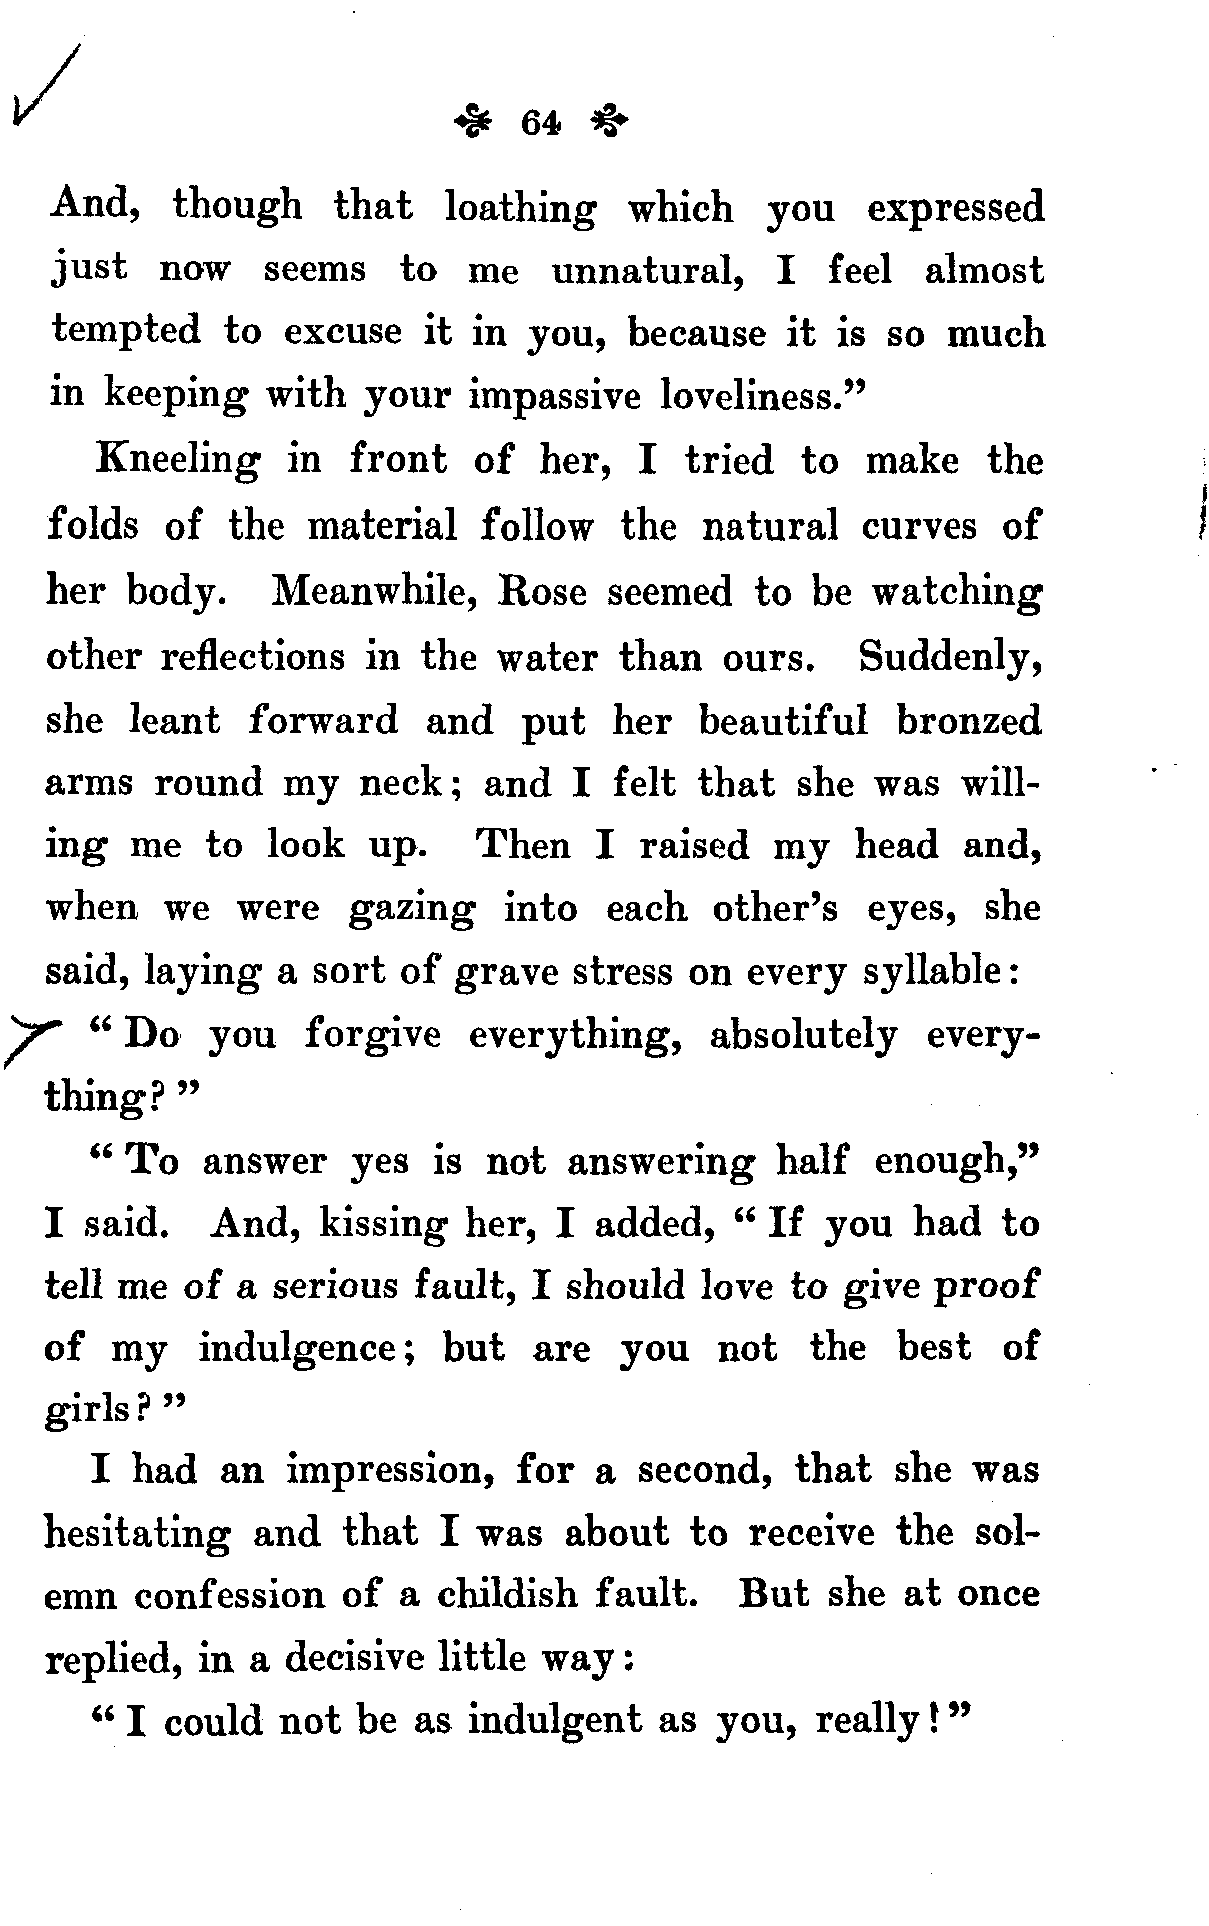 64
And, though that loathing which you expressed
just now seems to me unnatural, I feel almost
tempted to excuse it in you, because it is so much
in keeping with your impassive loveliness.”
Kneeling in front of her, I tried to make the
folds of the material follow the natural curves of
her body. Meanwhile, Rose seemed to be watching
other reflections in the water than ours. Suddenly,
she leant forward and put her beautiful bronzed
arms round my neck; and I felt that she was will-
ing me to look up. Then I raised my head and,
when we were gazing into each other’s eyes, she
said, laying a sort of grave stress on every syllable:
“Do you forgive everything, absolutely every-
thing?”
“To answer yes is not answering half enough,”
I said. And, kissing her, I added, “If you had to
tell me of a serious fault, I should love to give proof
of my indulgence; but are you not the best of
girls?”
I had an impression, for a second, that she was
hesitating and that I was about to receive the sol-
emn confession of a childish fault. But she at once
replied, in a decisive little way:
“I could not be as indulgent as you, really!”